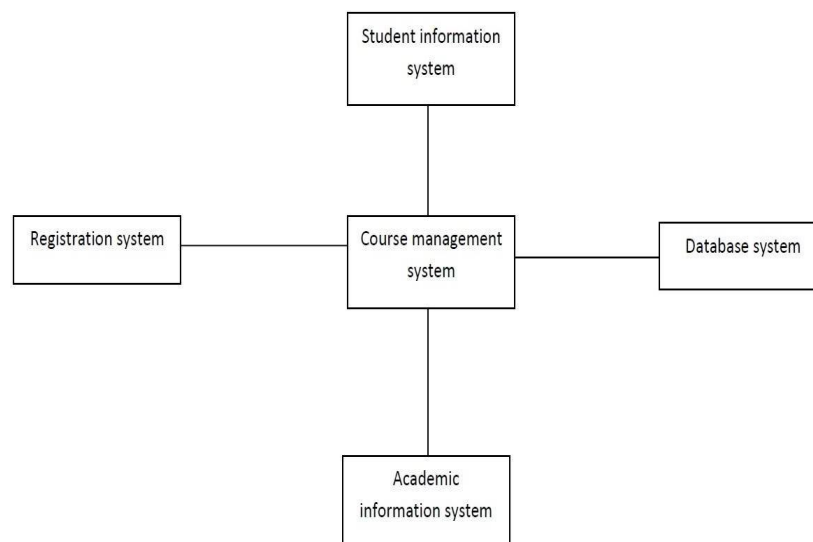 Student information
system
Registration system
Course management
system
Database system
Academic
information system